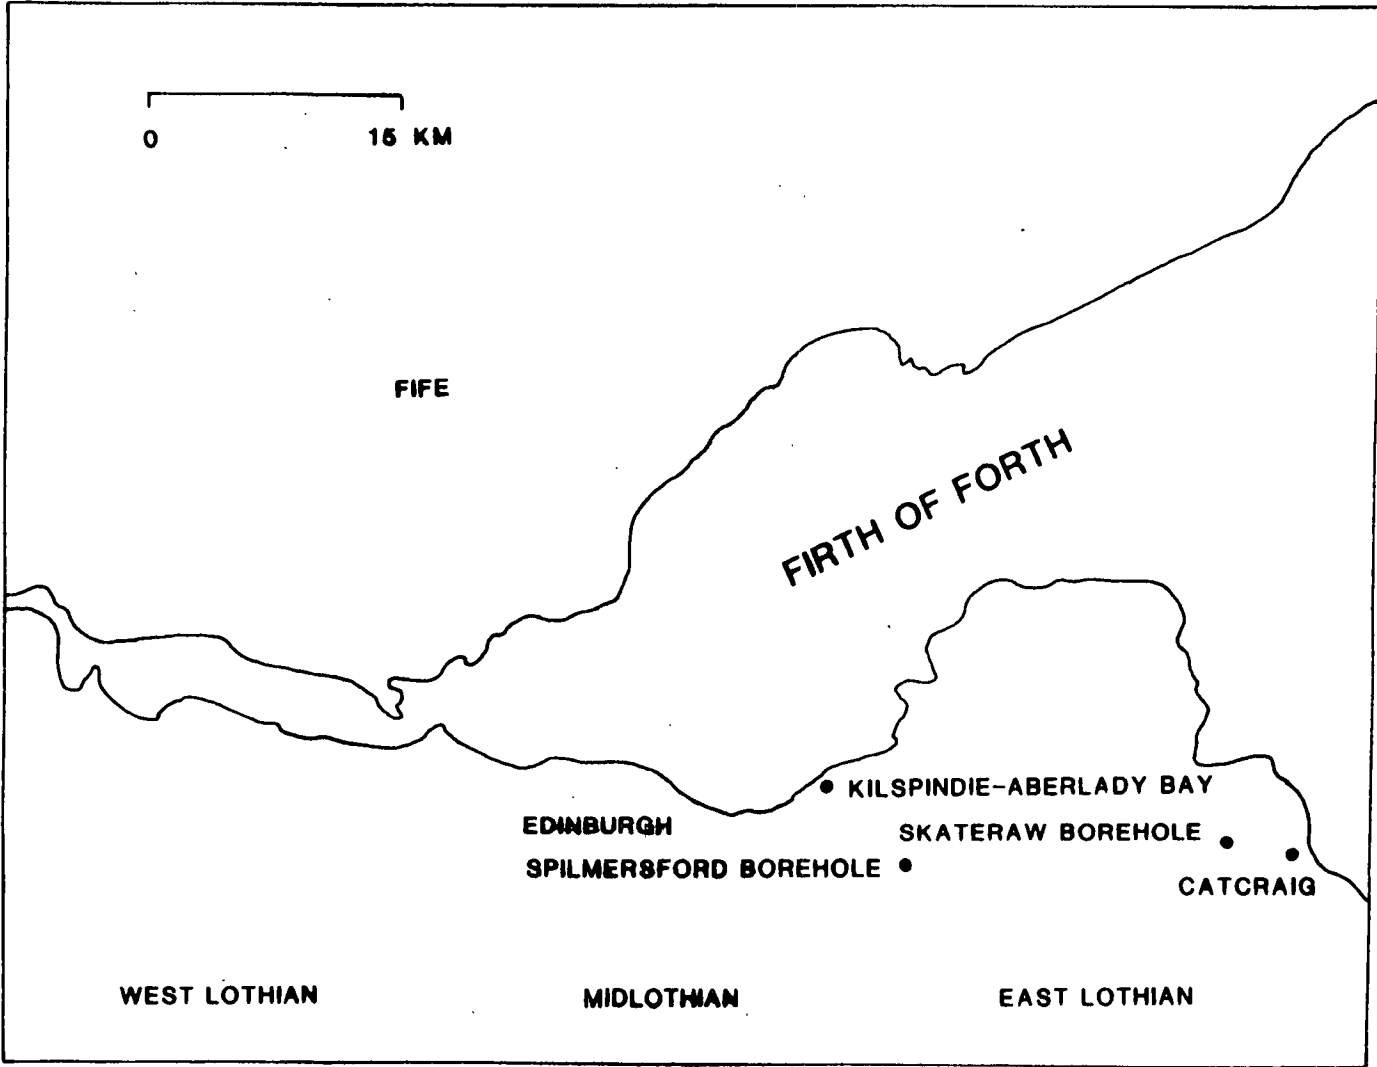 0 15 KM
FIFE
FIRTH OF FORTH
KILSPINDIE-ABERLADY BAY
EDINBURGH
SKATERAW BOREHOLE
SPILMERSFORD BOREHOLE
CATCRAIG
WEST LOTHIAN
MIDLOTHIAN
EAST LOTHIAN